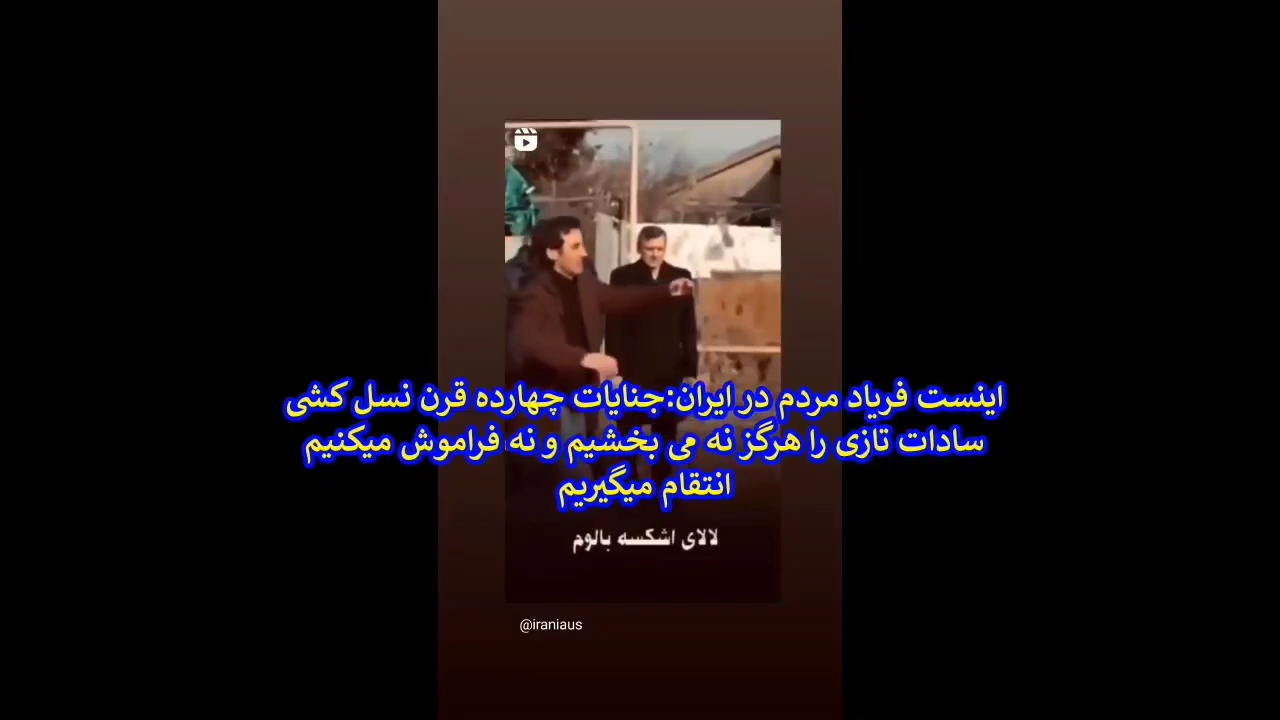 اینست فریاد مردم در ایران:جنایات چهارده قرن نسل کشی
سادات تازی را هرگز نه می بخشیم و نه فراموش میکنیم
انتقام میگیریم
لالای اشکسه بالوم
@iraniaus